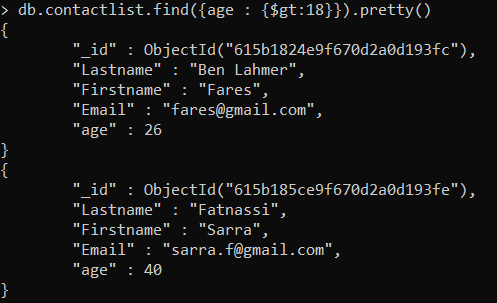 > db.contactlist.find({age : {$gt:18}}).pretty()
{
        "_id" : ObjectId("615b1824e9f670d2a0d193fc"),
        "Lastname" : "Ben Lahmer",
        "Firstname" : "Fares",
        "Email" : "fares@gmail.com",
        "age" : 26
}
{
        "_id" : ObjectId("615b185ce9f670d2a0d193fe"),
        "Lastname" : "Fatnassi",
        "Firstname" : "Sarra",
        "Email" : "sarra.f@gmail.com",
        "age" : 40
}